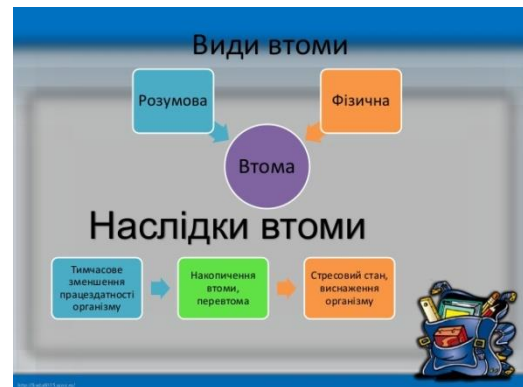 Види втоми
Розумова
Фізична
Втома
Наслідки втоми
Тимчасове
зменшення
працездатності
організму
Накопичення
втоми,
перевтома
Стресовий стан,
виснаження
організму